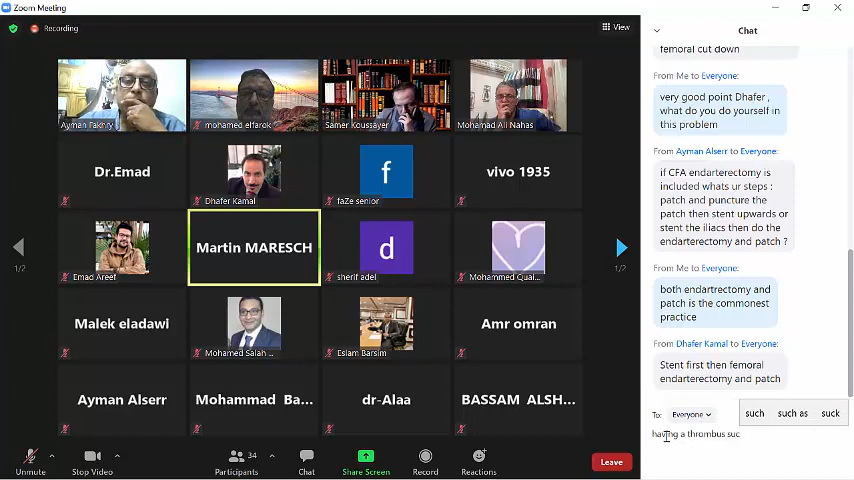 Zoom Meeting
Recording
View
Ayman Fakhry
mohamed elfarok
Samer Koussayer
Mohamad Ali Nahas
Dr.Emad
Dhafer Kamal
f
faZe senior
vivo 1935
Emad Areef
Martin MARESCH
d
sherif adel
Mohammed Quai...
1/2
1/2
Malek eladawi
Mohamed Salah ...
Eslam Barsim
Amr omran
Ayman Alserr
Mohammad Ba...
dr-Alaa
BASSAM ALSH...
Unmute
Stop Video
34
Participants
Chat
Share Screen
Record
Reactions
Leave
Chat
femoral cut down
From Me to Everyone:
very good point Dhafer ,
what do you do yourself in
this problem
From Ayman Alserr to Everyone:
if CFA endarterectomy is
included whats ur steps :
patch and puncture the
patch then stent upwards or
stent the iliacs then do the
endarterectomy and patch ?
From Me to Everyone:
both endartrectomy and
patch is the commonest
practice
From Dhafer Kamal to Everyone:
Stent first then femoral
endarterectomy and patch
To: Everyone
such such as suck
having a thrombus suc